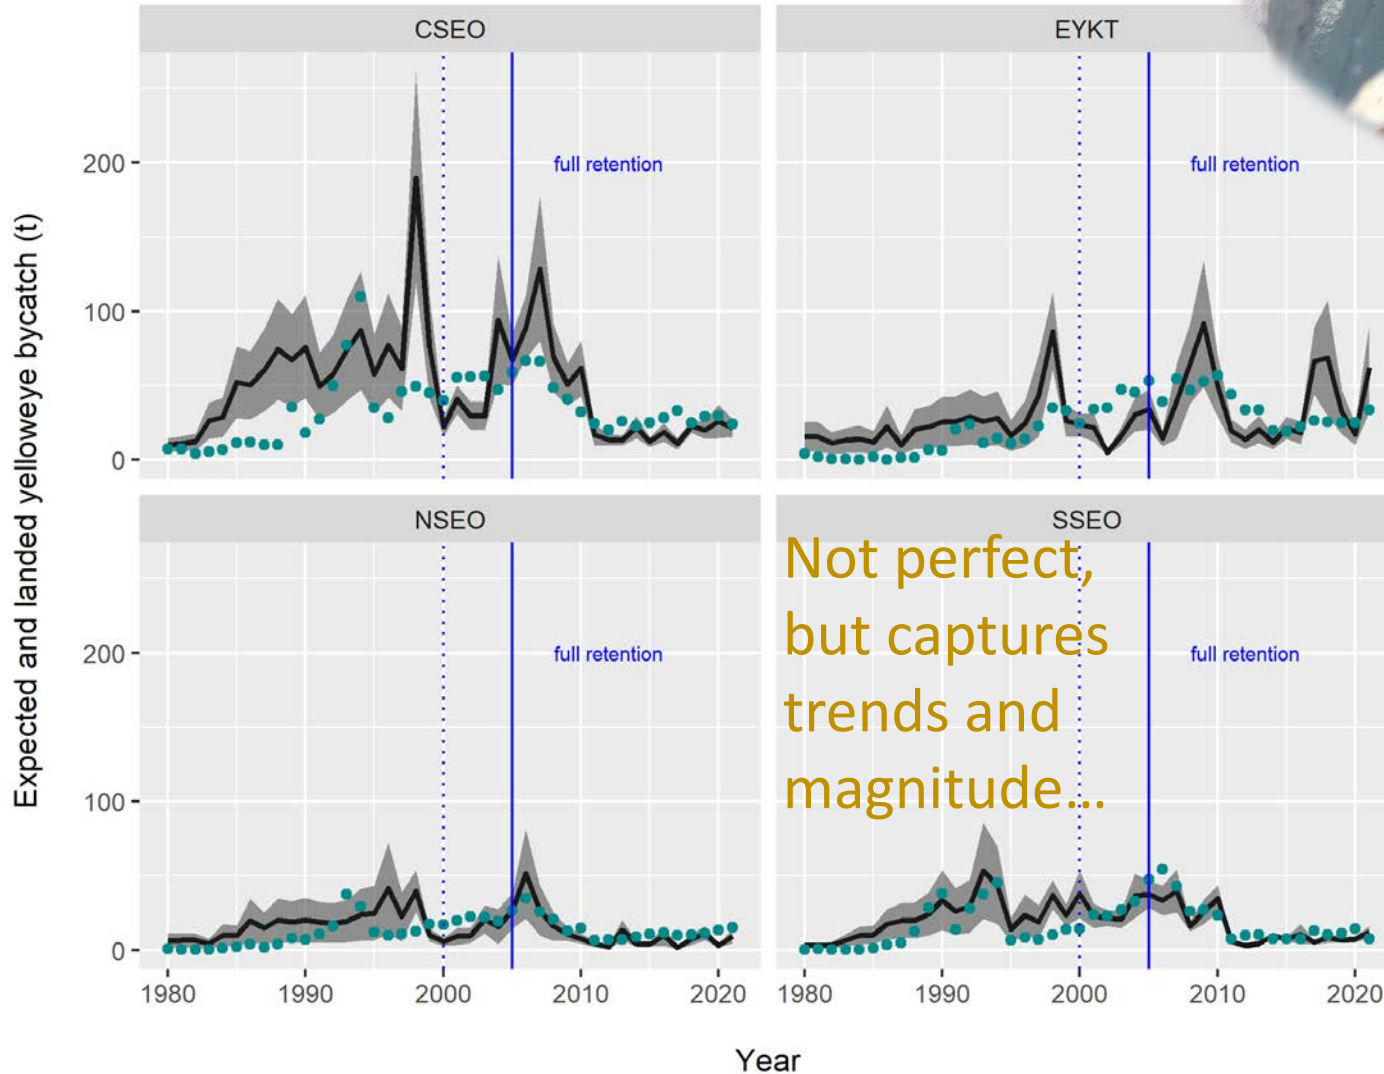 CSEO
EYKT
Expected and landed yelloweye bycatch (t)
200
100
0
full retention
full retention
NSEO
SSEO
200
100
0
full retention
full retention
Not perfect,
but captures
trends and
magnitude...
1980 1990 2000 2010 2020
1980 1990 2000 2010 2020
Year